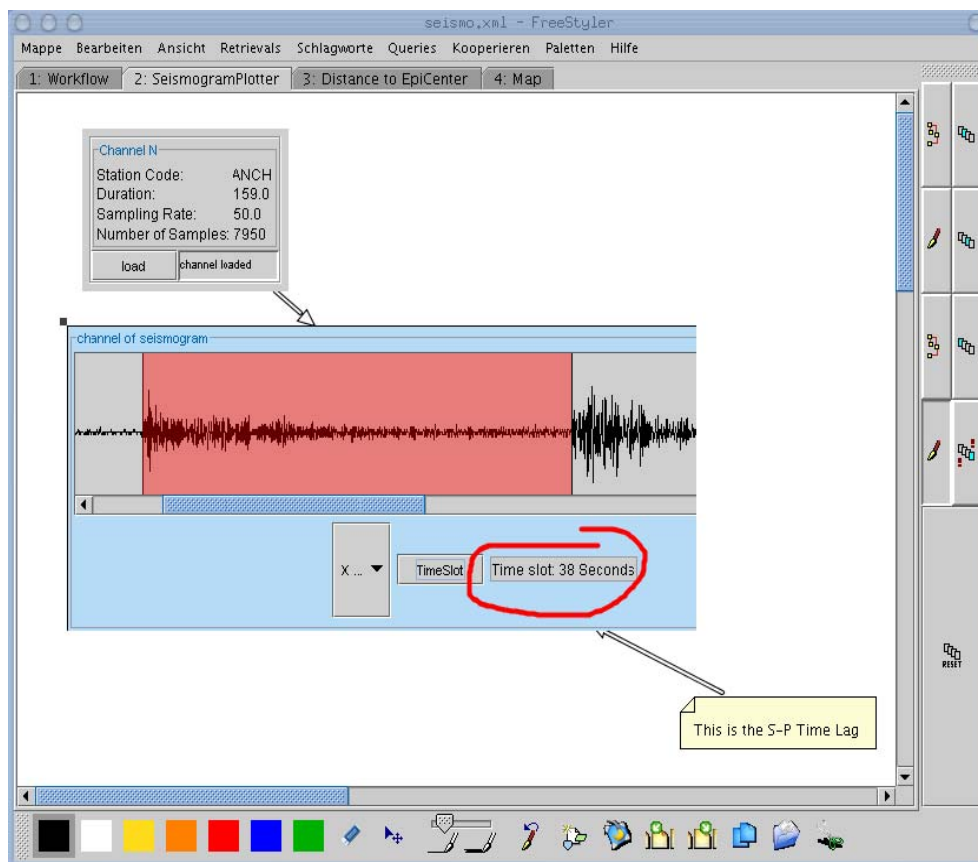 seismo.xml - FreeStyler
Mappe Bearbeiten Ansicht Retrievals Schlagworte Queries Kooperieren Paletten Hilfe
1: Workflow 2: SeismogramPlotter 3: Distance to EpiCenter 4: Map
Channel N
Station Code: ANCH
Duration: 159.0
Sampling Rate: 50.0
Number of Samples: 7950
load channel loaded
channel of seismogram
X ... TimeSlot Time slot: 38 Seconds
RESET
This is the S-P Time Lag